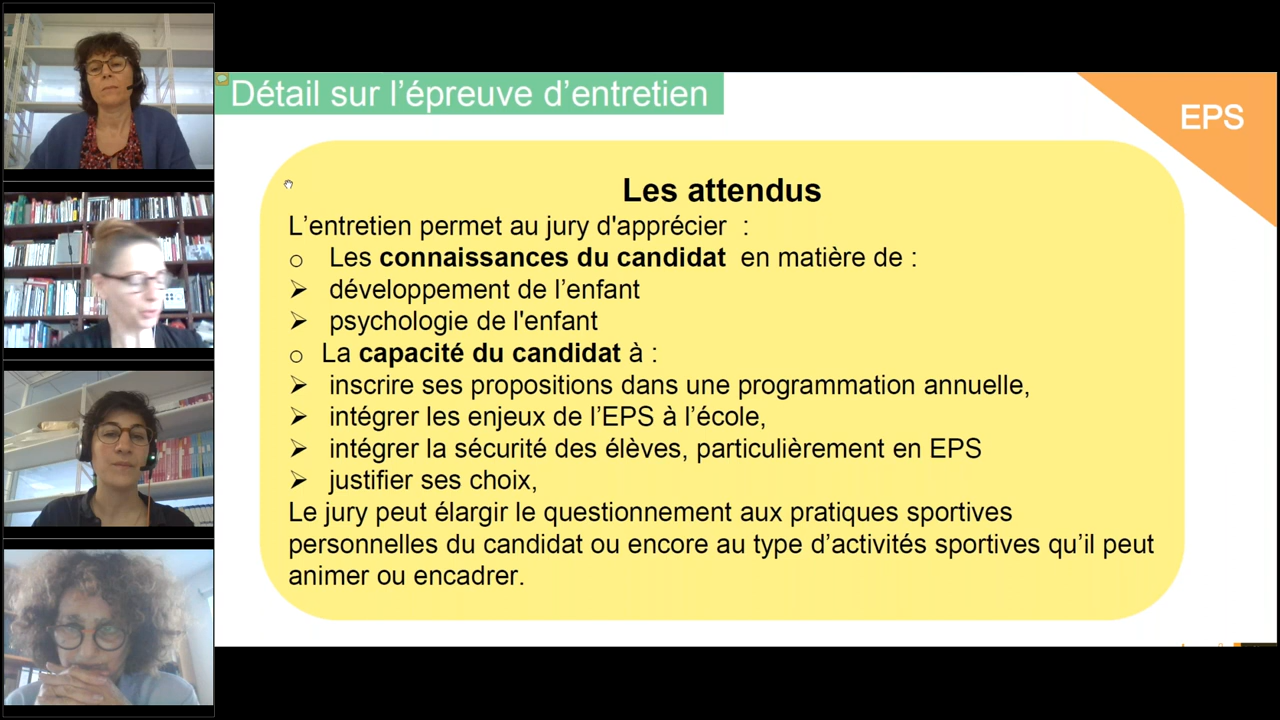 Détail sur l’épreuve d’entretien
EPS
Les attendus
L’entretien permet au jury d'apprécier :
o Les connaissances du candidat en matière de :
➢ développement de l’enfant
➢ psychologie de l'enfant
o La capacité du candidat à :
➢ inscrire ses propositions dans une programmation annuelle,
➢ intégrer les enjeux de l’EPS à l’école,
➢ intégrer la sécurité des élèves, particulièrement en EPS
➢ justifier ses choix,
Le jury peut élargir le questionnement aux pratiques sportives
personnelles du candidat ou encore au type d’activités sportives qu’il peut
animer ou encadrer.